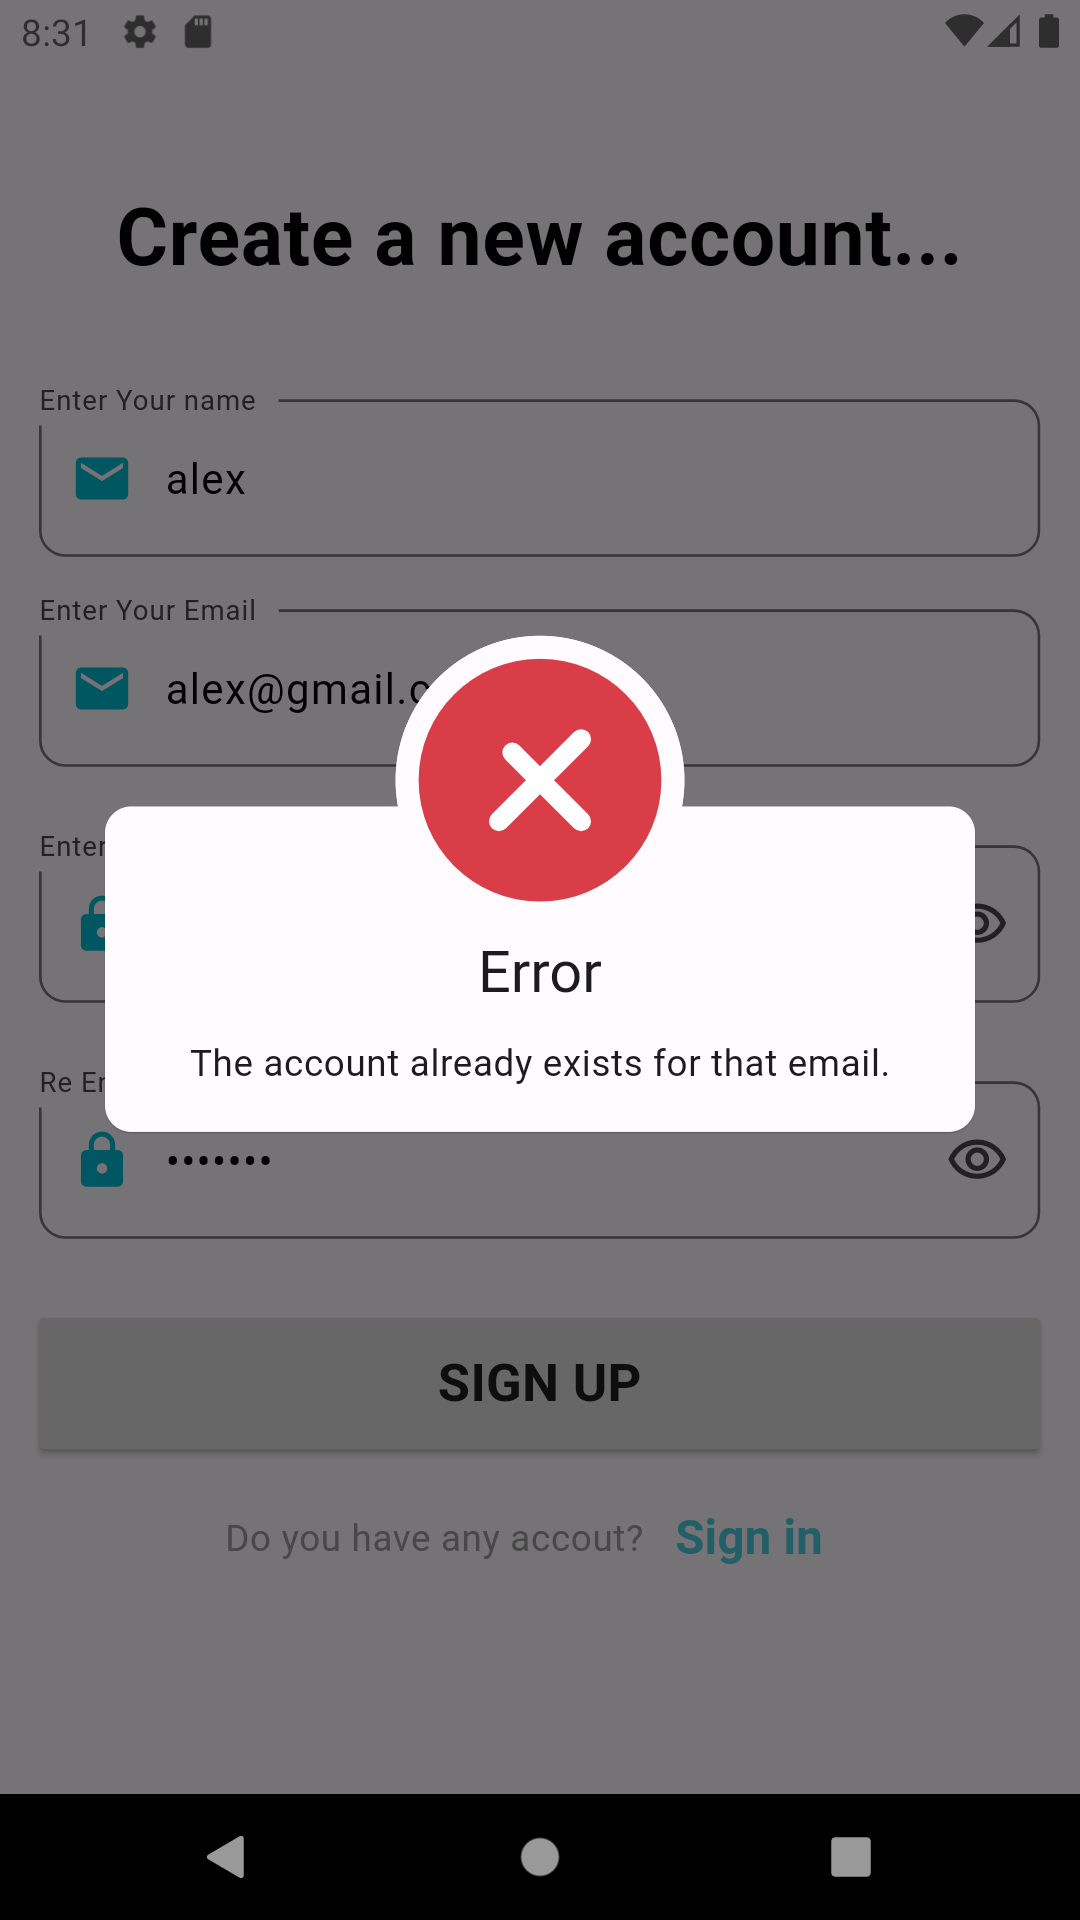 8:31
Create a new account...
Enter Your name
alex
Enter Your Email
alex@gmail.c
Enter
Error
The account already exists for that email.
Re Er
•••••••
SIGN UP
Do you have any accout? Sign in